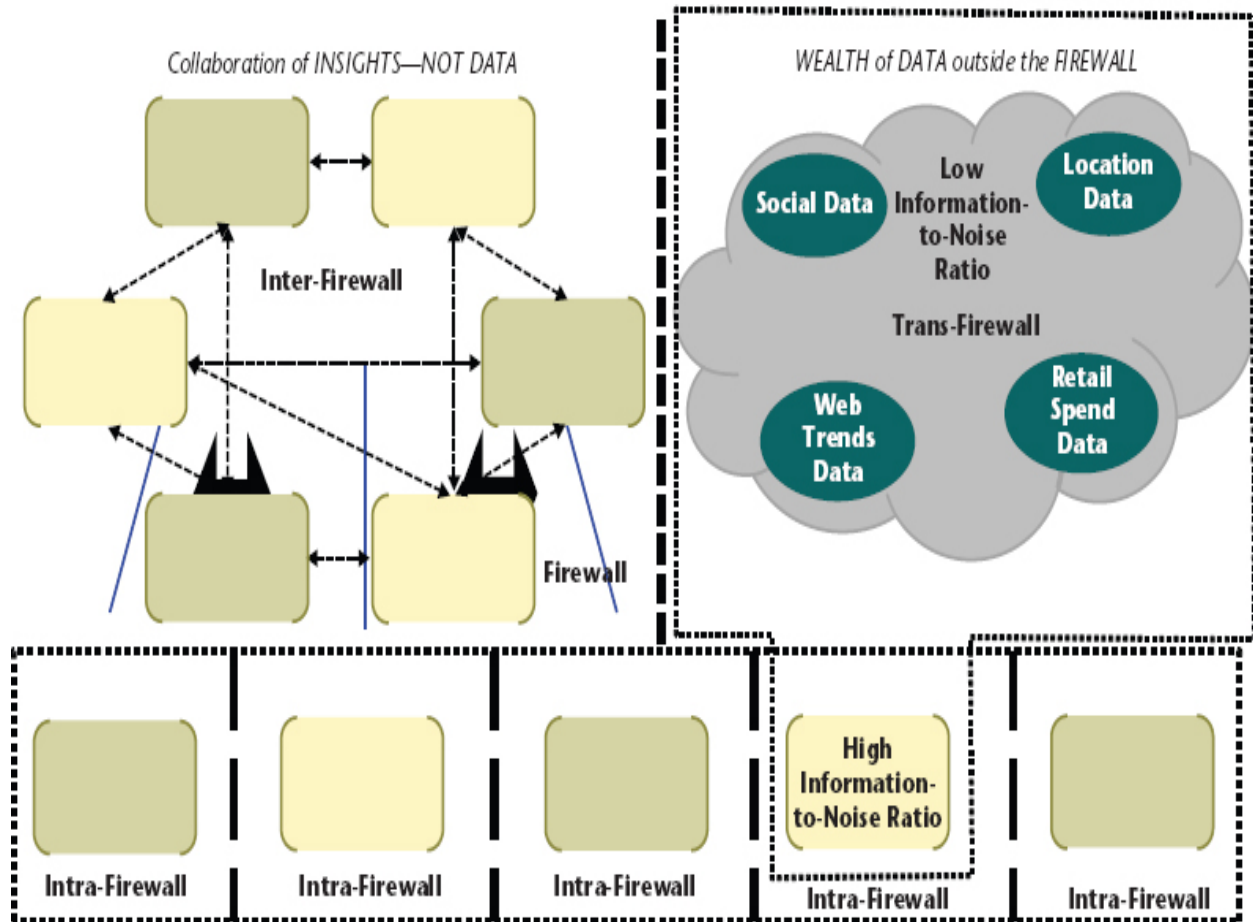 Collaboration of INSIGHTS—NOT DATA
Inter-Firewall
Firewall
WEALTH of DATA outside the FIREWALL
Social Data
Low
Information-
to-Noise
Ratio
Location
Data
Trans-Firewall
Web
Trends
Data
Retail
Spend
Data
Intra-Firewall
Intra-Firewall
Intra-Firewall
High
Information-
to-Noise Ratio
Intra-Firewall
Intra-Firewall